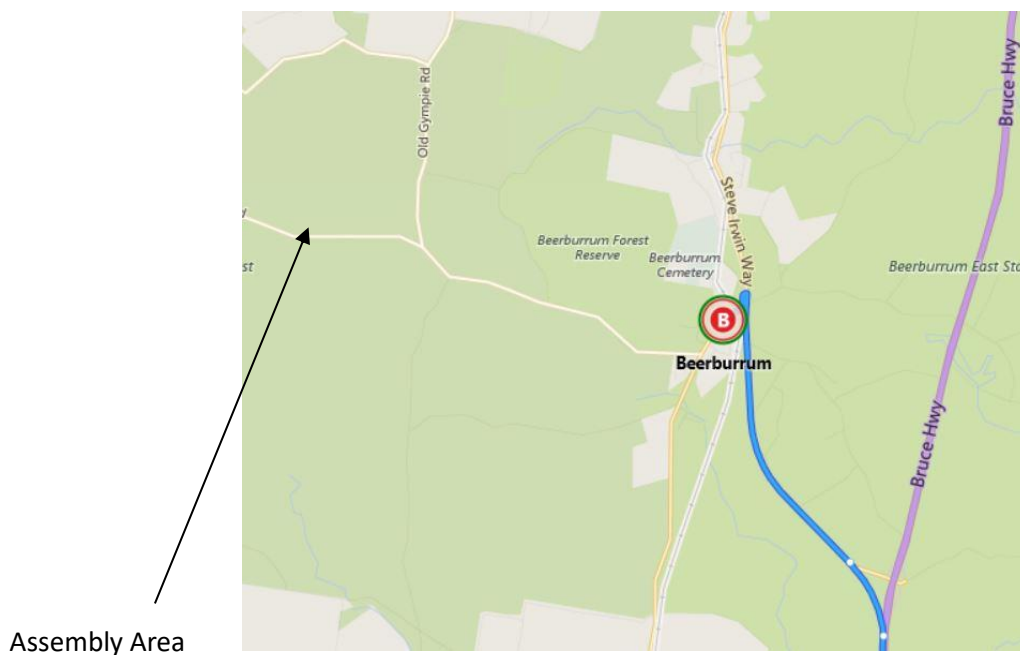 Bruce Hwy
Old Gympie Rd
Steve Irwin Way
Beerburrum Forest
Reserve
Beerburrum
Cemetery
Beerburrum East Sta
B
Beerburrum
Bruce Hwy
Assembly Area